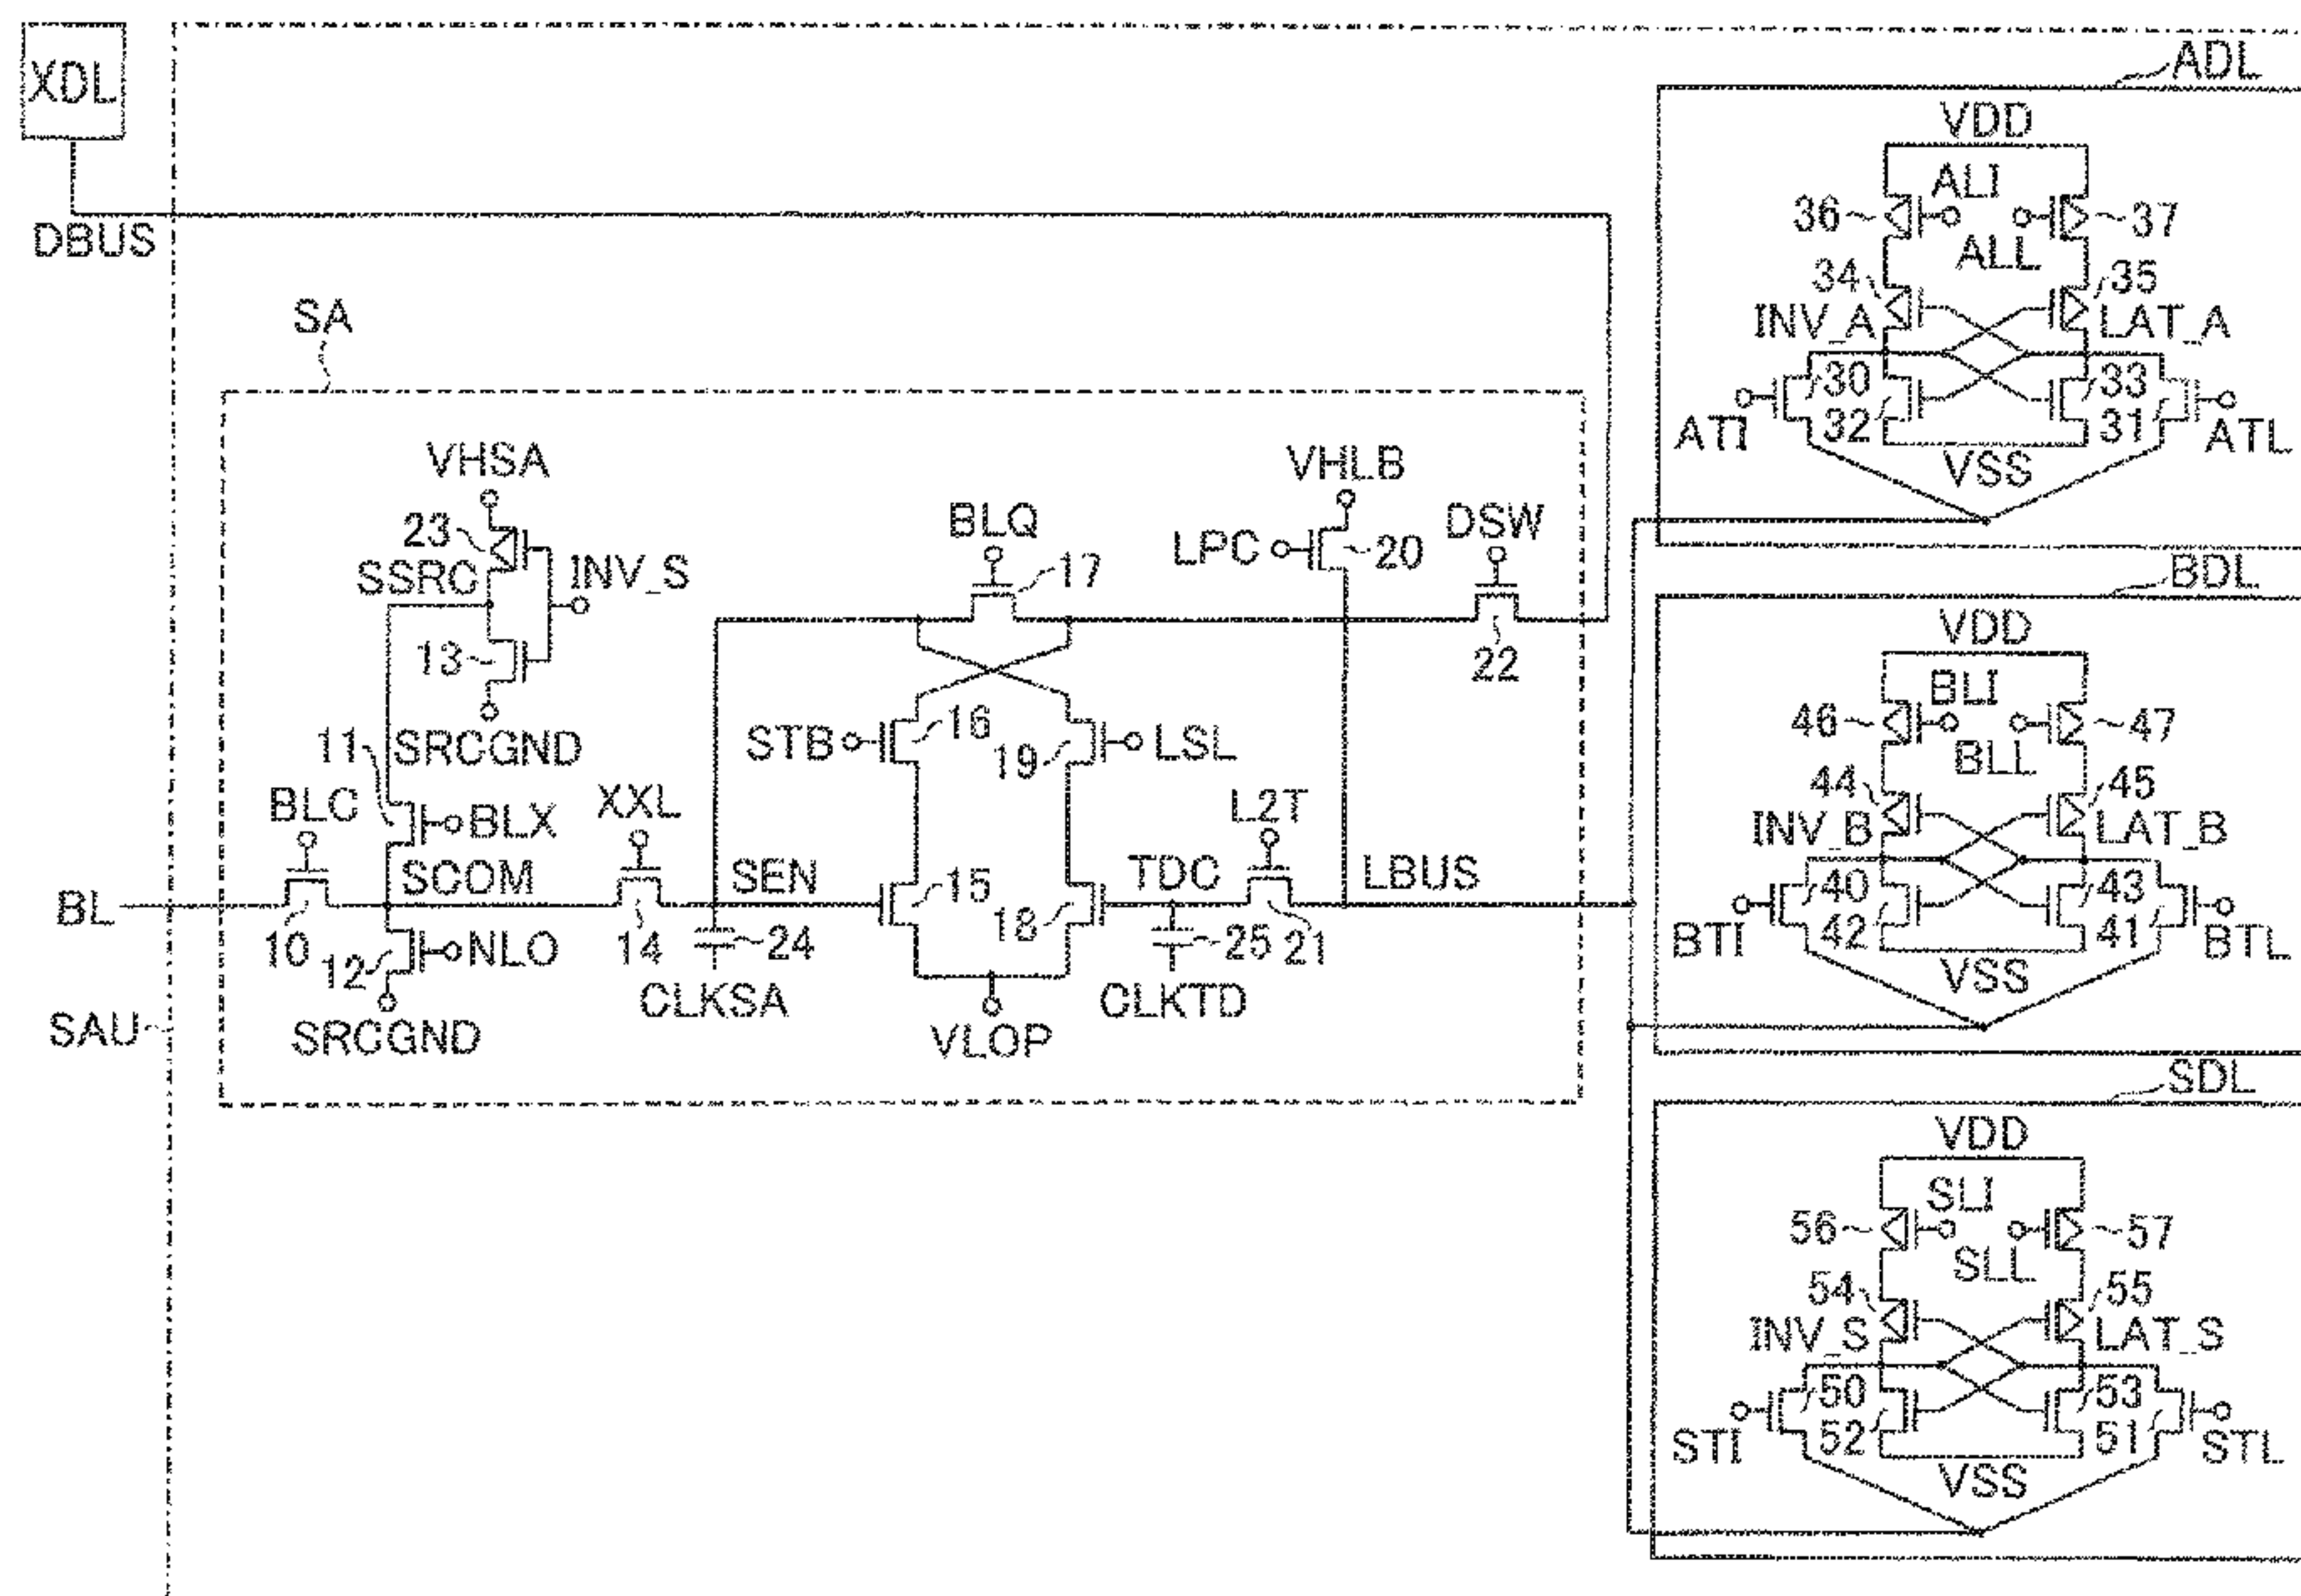 XDL
DBUS
SA
VHSA
23
SSRC
INV_S
13
SRCGND
11
BLC
BLX
SCOM
BL
10
12
NLO
SRCGND
SAU
XXL
14
SEN
24
CLKSA
BLQ
17
STB
16
19
LSL
15
18
VLOP
VHLB
LPC
20
DSW
22
L2T
TDC
LBUS
25
21
CLKTD
ADL
VDD
ALI
36
37
ALL
34
35
INV_A
LAT_A
30
33
ATI
32
31
ATL
VSS
BDL
VDD
BLI
46
47
BLL
44
45
INV_B
LAT_B
40
43
BTI
42
41
BTL
VSS
SDL
VDD
SLI
56
57
SLL
54
55
INV_S
LAT_S
50
53
STI
52
51
STL
VSS